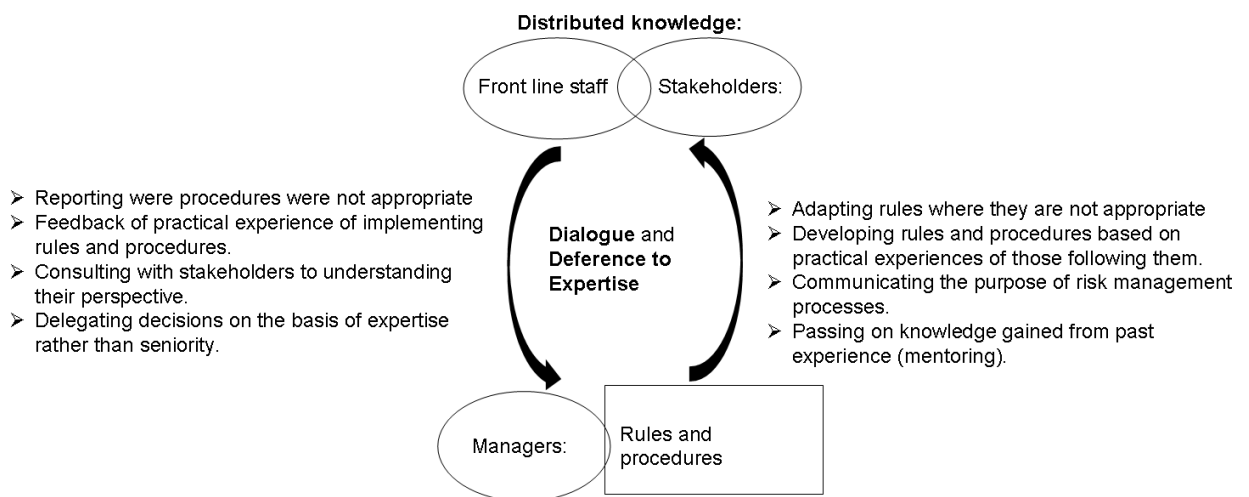 Distributed knowledge:
Front line staff
Stakeholders:
➢ Reporting were procedures were not appropriate
➢ Feedback of practical experience of implementing
rules and procedures.
➢ Consulting with stakeholders to understanding
their perspective.
➢ Delegating decisions on the basis of expertise
rather than seniority.
Dialogue and
Deference to
Expertise
➢ Adapting rules where they are not appropriate
➢ Developing rules and procedures based on
practical experiences of those following them.
➢ Communicating the purpose of risk management
processes.
➢ Passing on knowledge gained from past
experience (mentoring).
Managers:
Rules and
procedures